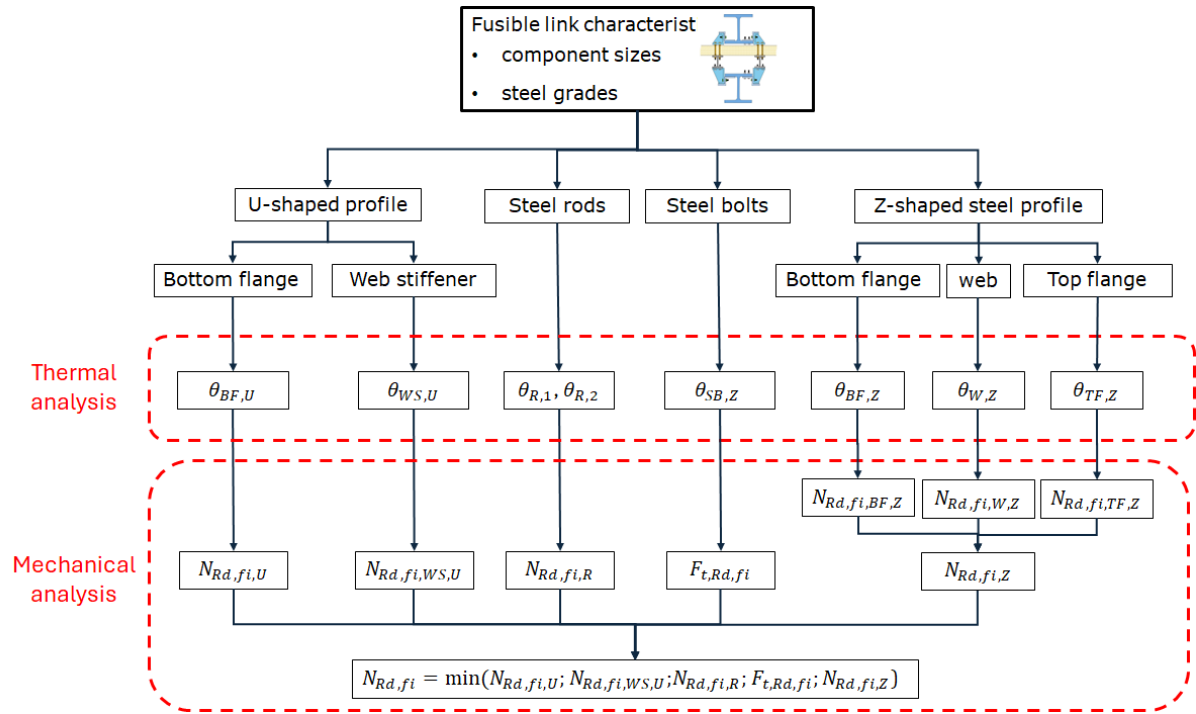 Fusible link characterist
• component sizes
• steel grades
U-shaped profile
Steel rods
Steel bolts
Z-shaped steel profile
Bottom flange
Web stiffener
Bottom flange
web
Top flange
Thermal
analysis
θ_{BF,U}
θ_{WS,U}
θ_{R,1}, θ_{R,2}
θ_{SB,Z}
θ_{BF,Z}
θ_{W,Z}
θ_{TF,Z}
N_{Rd,fi,BF,Z}
N_{Rd,fi,W,Z}
N_{Rd,fi,TF,Z}
Mechanical
analysis
N_{Rd,fi,U}
N_{Rd,fi,WS,U}
N_{Rd,fi,R}
F_{t,Rd,fi}
N_{Rd,fi,Z}
N_{Rd,fi} = min(N_{Rd,fi,U}; N_{Rd,fi,WS,U};N_{Rd,fi,R}; F_{t,Rd,fi}; N_{Rd,fi,Z})